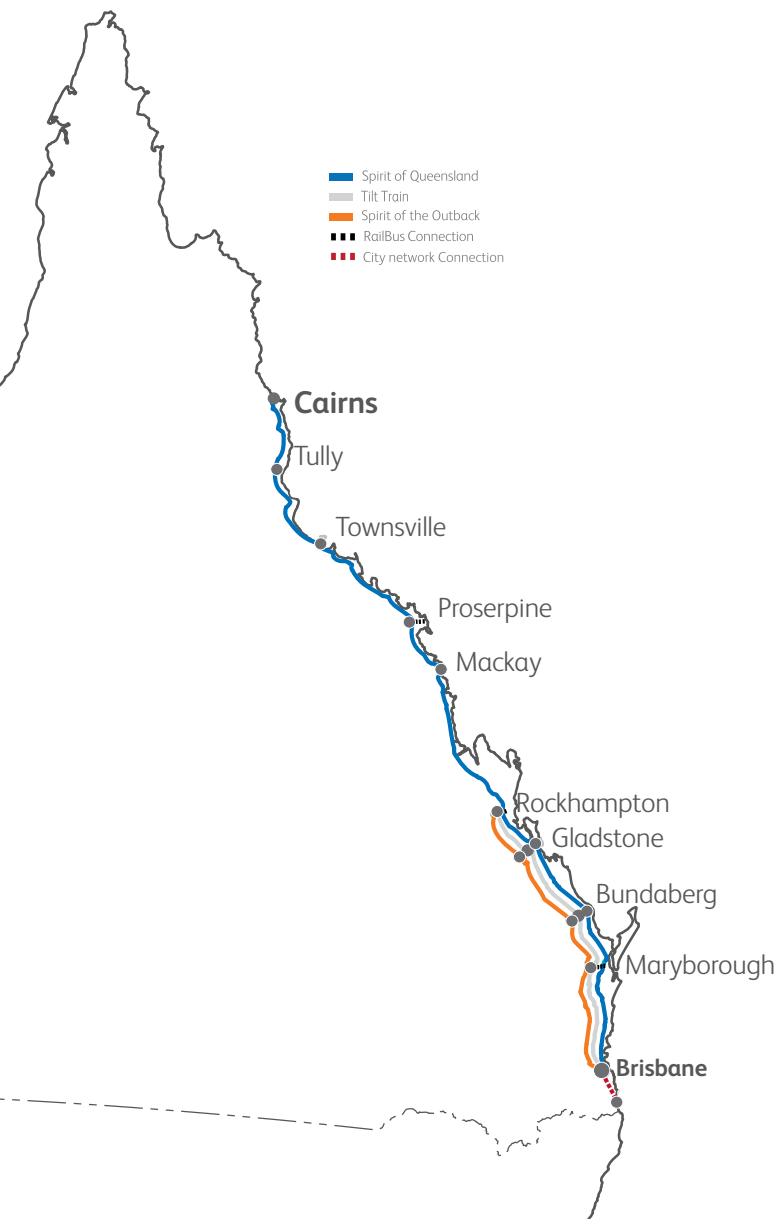 Spirit of Queensland
Tilt Train
Spirit of the Outback
RailBus Connection
City network Connection
Cairns
Tully
Townsville
Proserpine
Mackay
Rockhampton
Gladstone
Bundaberg
Maryborough
Brisbane